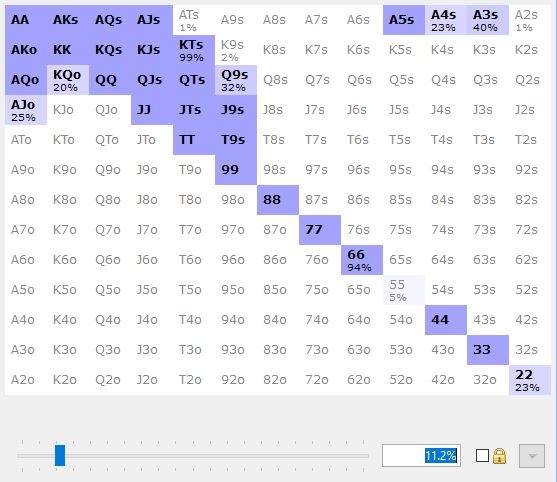 AA AKs AQs AJs ATs A9s A8s A7s A6s A5s A4s A3s A2s
1% 23% 40% 1%
AKo KK KQs KJs KTs K9s K8s K7s K6s K5s K4s K3s K2s
99% 2%
AQo KQo QQ QJs QTs Q9s Q8s Q7s Q6s Q5s Q4s Q3s Q2s
20% 32%
AJo KJo QJo JJ JTs J9s J8s J7s J6s J5s J4s J3s J2s
25%
ATo KTo QTo JTo TT T9s T8s T7s T6s T5s T4s T3s T2s
A9o K9o Q9o J9o T9o 99 98s 97s 96s 95s 94s 93s 92s
A8o K8o Q8o J8o T8o 98o 88 87s 86s 85s 84s 83s 82s
A7o K7o Q7o J7o T7o 97o 87o 77 76s 75s 74s 73s 72s
A6o K6o Q6o J6o T6o 96o 86o 76o 66 65s 64s 63s 62s
94%
A5o K5o Q5o J5o T5o 95o 85o 75o 65o 55 54s 53s 52s
5%
A4o K4o Q4o J4o T4o 94o 84o 74o 64o 54o 44 43s 42s
A3o K3o Q3o J3o T3o 93o 83o 73o 63o 53o 43o 33 32s
A2o K2o Q2o J2o T2o 92o 82o 72o 62o 52o 42o 32o 22
23%
11.2%